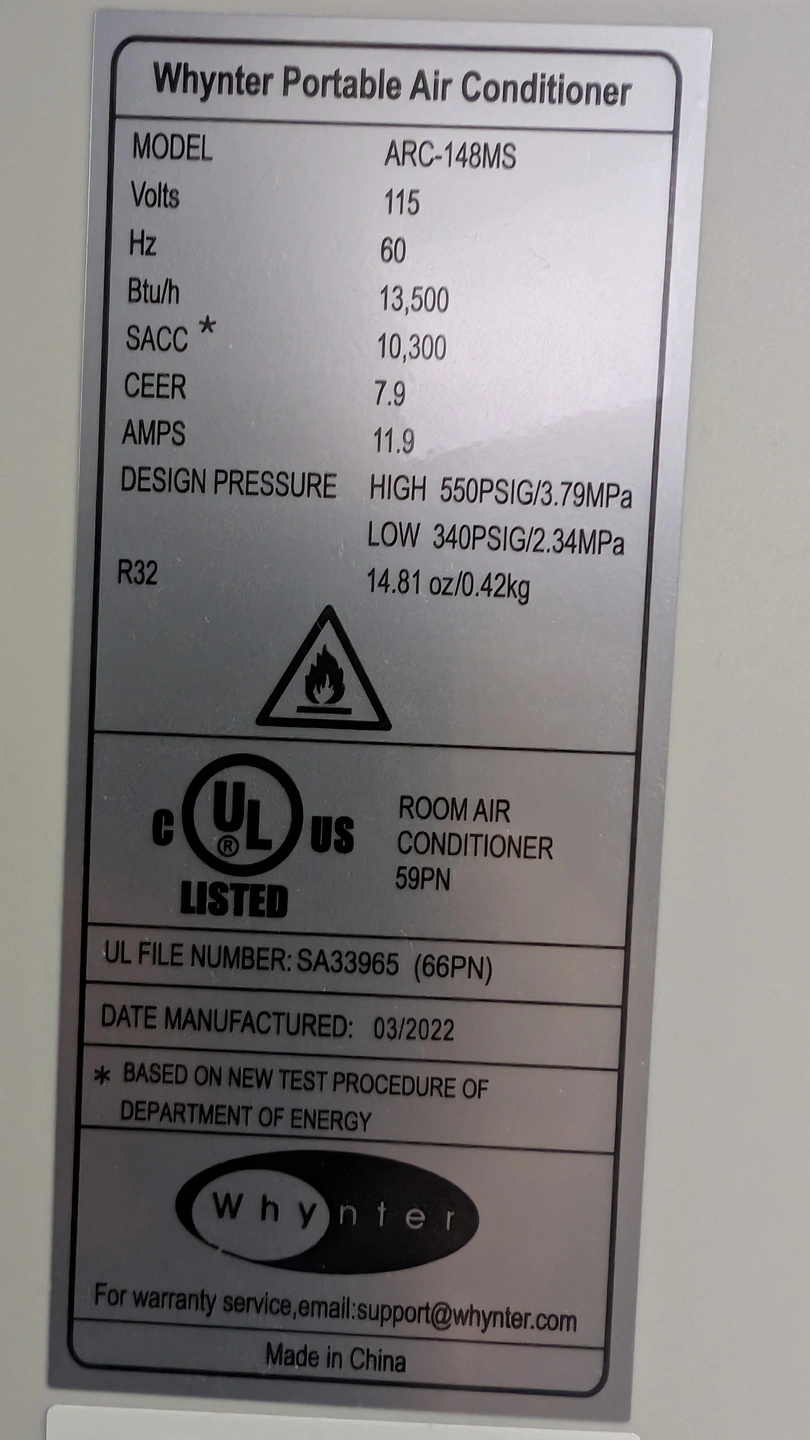 Whynter Portable Air Conditioner
MODEL ARC-148MS
Volts 115
Hz 60
Btu/h 13,500
SACC * 10,300
CEER 7.9
AMPS 11.9
DESIGN PRESSURE HIGH 550PSIG/3.79MPa
LOW 340PSIG/2.34MPa
R32 14.81 oz/0.42kg
C UL ® US
LISTED
ROOM AIR
CONDITIONER
59PN
UL FILE NUMBER: SA33965 (66PN)
DATE MANUFACTURED: 03/2022
* BASED ON NEW TEST PROCEDURE OF
DEPARTMENT OF ENERGY
Whynter
For warranty service,email:support@whynter.com
Made in China